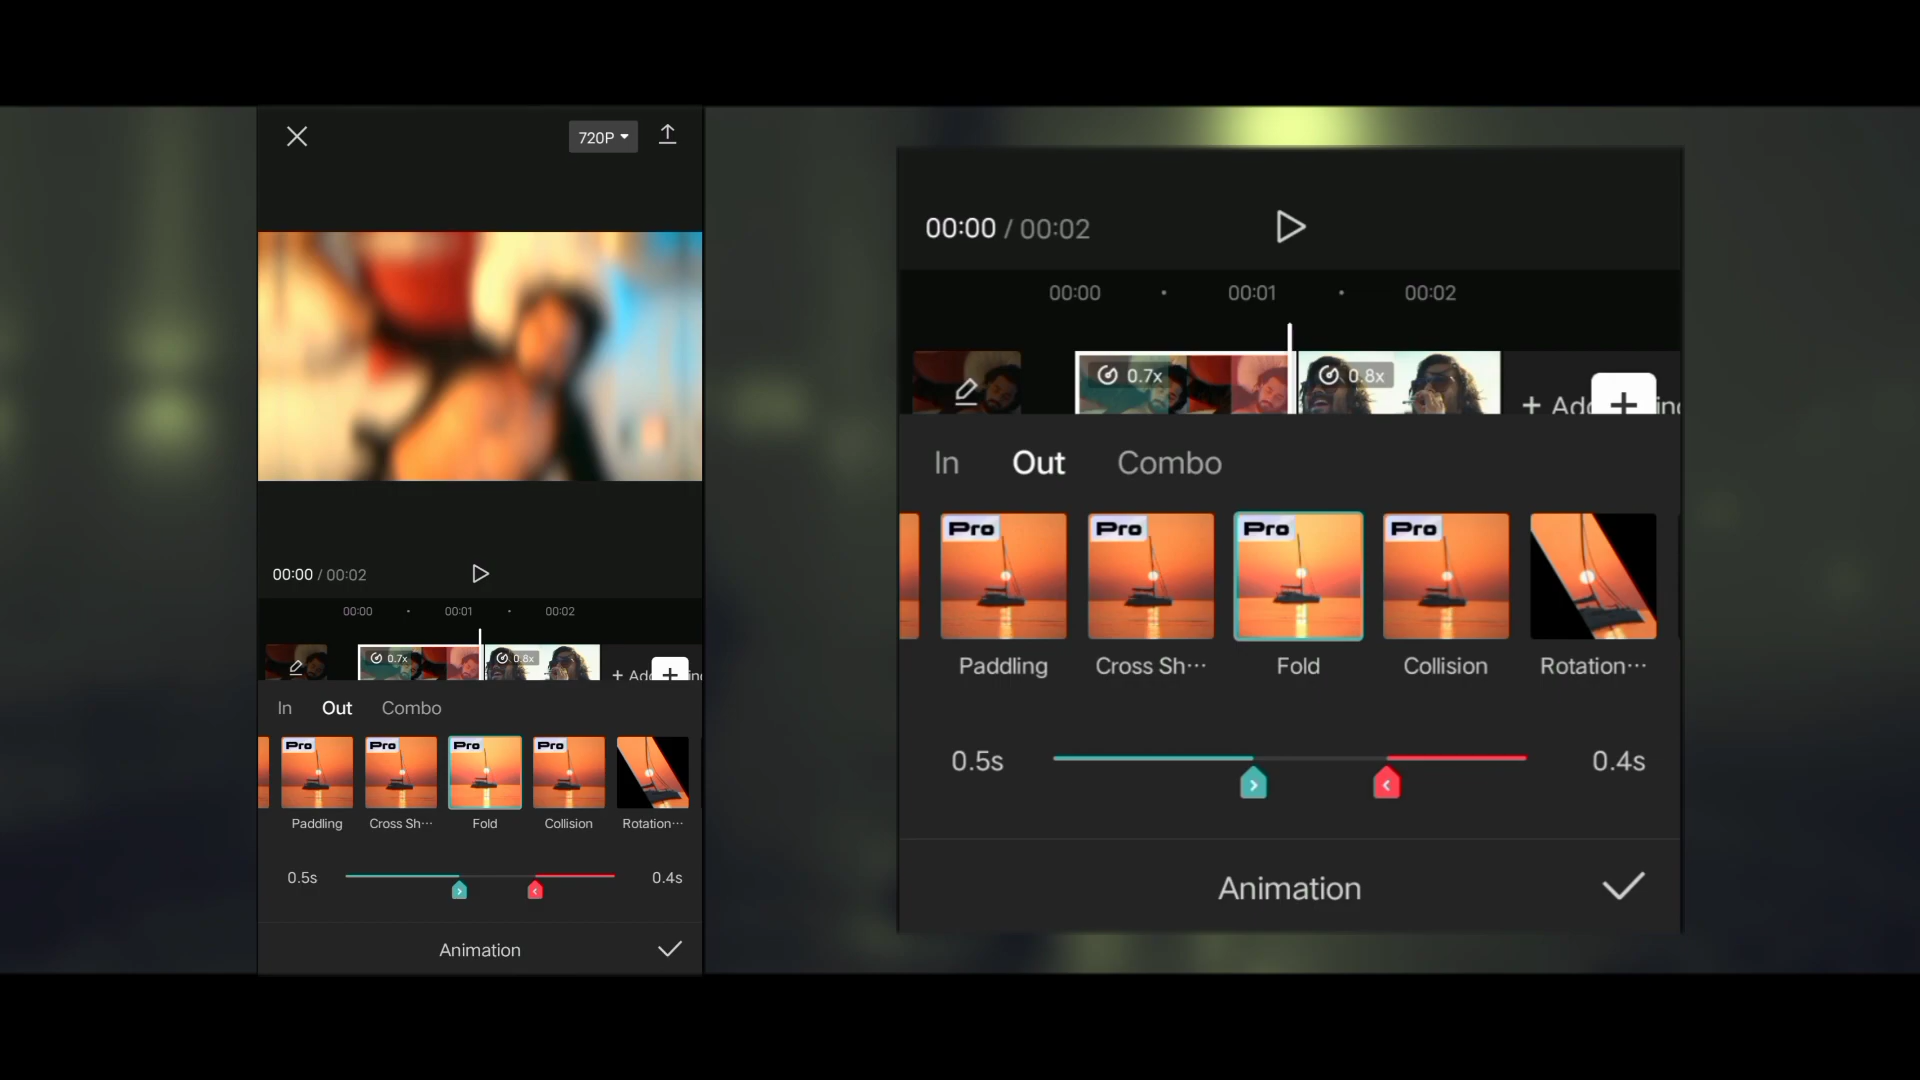 720P
00:00 / 00:02
00:00 · 00:01 · 00:02
0.7x 0.8x
+ Add
In Out Combo
Pro Pro Pro Pro
Paddling Cross Sh··· Fold Collision Rotation···
0.5s 0.4s
Animation
00:00 / 00:02
00:00 · 00:01 · 00:02
0.7x 0.8x
+ Add
In Out Combo
Pro Pro Pro Pro
Paddling Cross Sh··· Fold Collision Rotation···
0.5s 0.4s
Animation